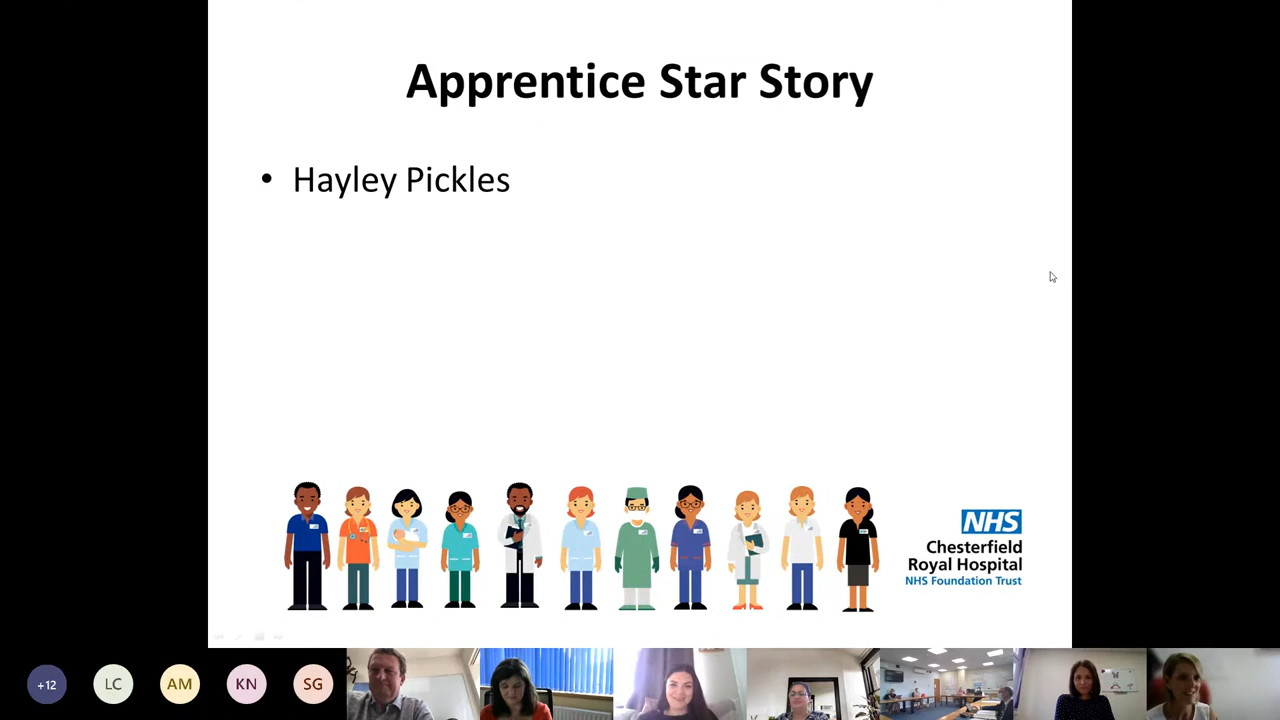 Apprentice Star Story
• Hayley Pickles
NHS
Chesterfield
Royal Hospital
NHS Foundation Trust
+12
LC
AM
KN
SG